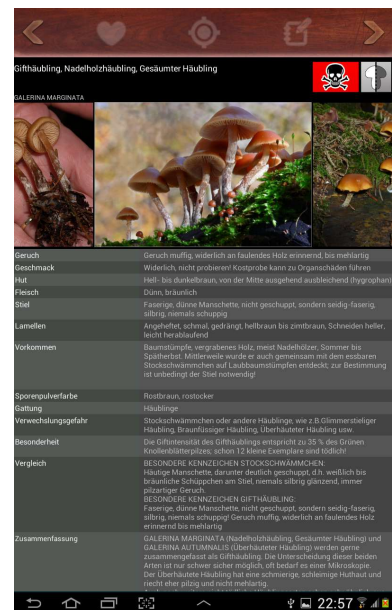 Gifthäubling, Nadelholzhäubling, Gesäumter Häubling
GALERINA MARGINATA
Geruch
Geruch muffig, widerlich an faulendes Holz erinnernd, bis mehlartig
Geschmack
Widerlich, nicht probieren! Kostprobe kann zu Organschäden führen
Hut
Hell- bis dunkelbraun, von der Mitte ausgehend ausbleichend (hygrophan)
Fleisch
Dünn, bräunlich
Stiel
Faserige, dünne Manschette, nicht geschuppt, sondern seidig-faserig,
silbrig, niemals schuppig
Lamellen
Angeheftet, schmal, gedrängt, hellbraun bis zimtbraun, Schneiden heller,
leicht herablaufend
Vorkommen
Baumstümpfe, vergrabenes Holz, meist Nadelhölzer, Sommer bis
Spätherbst. Mittlerweile wurde er auch gemeinsam mit dem essbaren
Stockschwämmchen auf Laubbaumstümpfen entdeckt; zur Bestimmung
ist unbedingt der Stiel notwendig!
Sporenpulverfarbe
Rostbraun, rostocker
Gattung
Häublinge
Verwechslungsgefahr
Stockschwämmchen oder andere Häublinge, wie z.B.Glimmerstieliger
Häubling, Braunfüssiger Häubling, Überhäuteter Häubling usw.
Besonderheit
Die Giftintensität des Gifthäublings entspricht zu 35 % des Grünen
Knollenblätterpilzes; schon 12 kleine Exemplare sind tödlich!
Vergleich
BESONDERE KENNZEICHEN STOCKSCHWÄMMCHEN:
Häutige Manschette, darunter deutlich geschuppt, d.h. weißlich bis
bräunliche Schüppchen am Stiel, niemals silbrig glänzend, immer
pilzartiger Geruch.
BESONDERE KENNZEICHEN GIFTHÄUBLING:
Faserige, dünne Manschette, nicht geschuppt, sondern seidig-faserig,
silbrig, niemals schuppig! Geruch muffig, widerlich an faulendes Holz
erinnernd bis mehlartig
Zusammenfassung
GALERINA MARGINATA (Nadelholzhäubling, Gesäumter Häubling) und
GALERINA AUTUMNALIS (Überhäuteter Häubling) werden gerne
zusammengefasst als Gifthäubling. Die Unterscheidung dieser beiden
Arten ist nur schwer sicher möglich, oft bedarf es einer Mikroskopie.
Der Überhäutete Häubling hat eine schmierige, schleimige Huthaut und
riecht eher pilzig und nicht mehlartig.
22:57